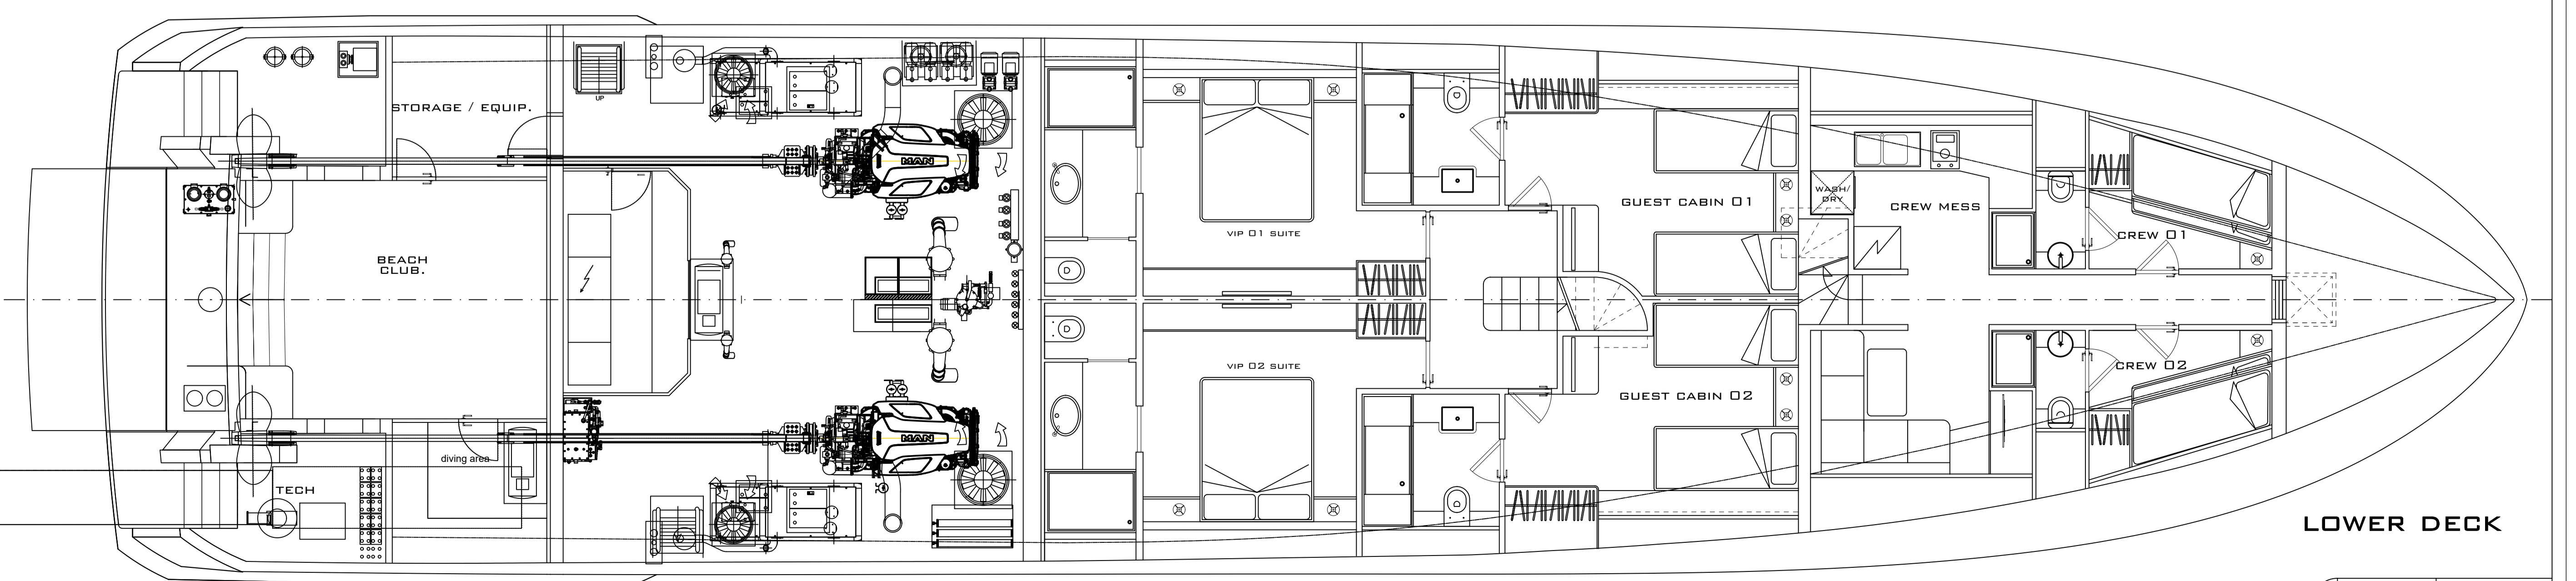 STORAGE / EQUIP.
UP
MAN
BEACH
CLUB.
VIP 01 SUITE
GUEST CABIN 01
WASH/
DRY
CREW MESS
CREW 01
VIP 02 SUITE
GUEST CABIN 02
CREW 02
MAN
diving area
TECH
LOWER DECK